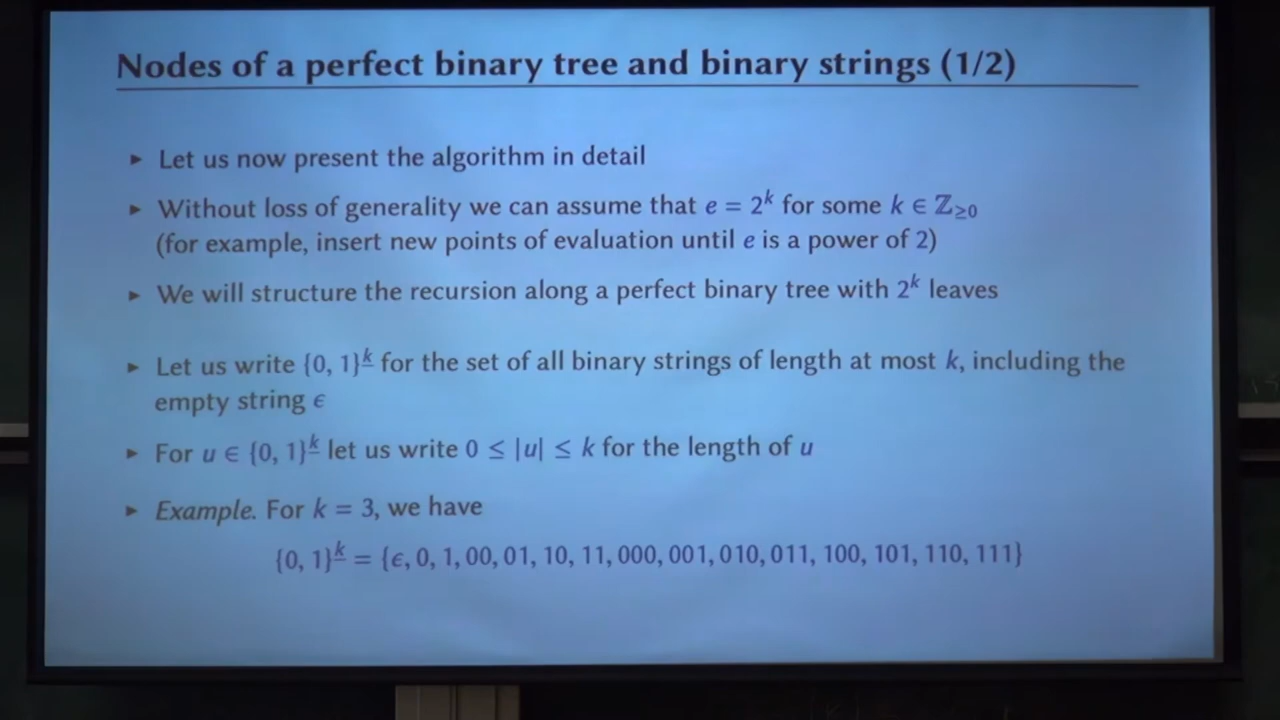 Nodes of a perfect binary tree and binary strings (1/2)
▸ Let us now present the algorithm in detail
▸ Without loss of generality we can assume that e = 2ᵏ for some k ∈ ℤ≥0
(for example, insert new points of evaluation until e is a power of 2)
▸ We will structure the recursion along a perfect binary tree with 2ᵏ leaves
▸ Let us write {0, 1}^{\underline{k}} for the set of all binary strings of length at most k, including the
empty string ϵ
▸ For u ∈ {0, 1}^{\underline{k}} let us write 0 ≤ |u| ≤ k for the length of u
▸ Example. For k = 3, we have
{0, 1}^{\underline{k}} = {ϵ, 0, 1, 00, 01, 10, 11, 000, 001, 010, 011, 100, 101, 110, 111}